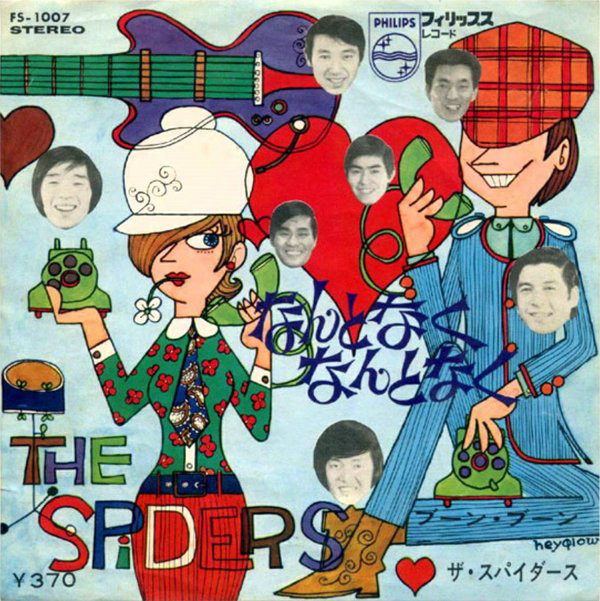 FS-1007
STEREO
PHILIPS
フィリップス
レコード
なんとなく
なんとなく
THE
SPiDERS
ブーン・ブーン
heyqlow
¥370
ザ・スパイダース